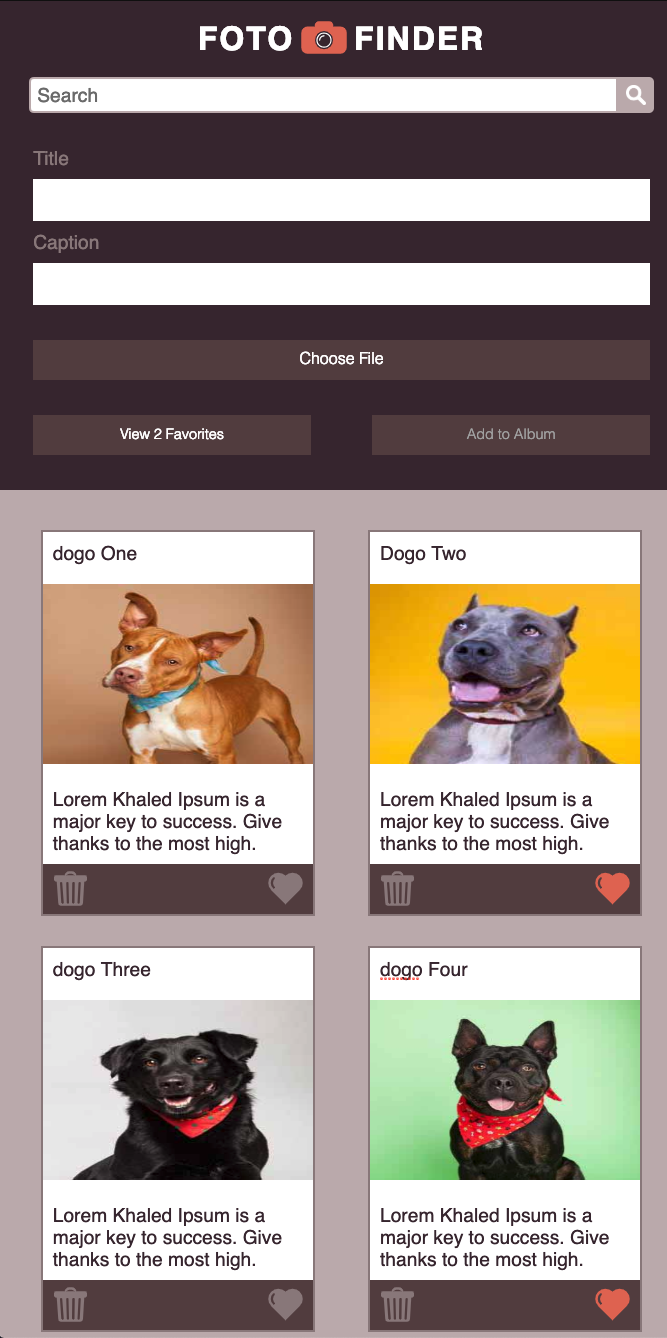 FOTO FINDER
Search
Title
Caption
Choose File
View 2 Favorites
Add to Album
dogo One
Dogo Two
Lorem Khaled Ipsum is a
major key to success. Give
thanks to the most high.
Lorem Khaled Ipsum is a
major key to success. Give
thanks to the most high.
dogo Three
dogo Four
Lorem Khaled Ipsum is a
major key to success. Give
thanks to the most high.
Lorem Khaled Ipsum is a
major key to success. Give
thanks to the most high.